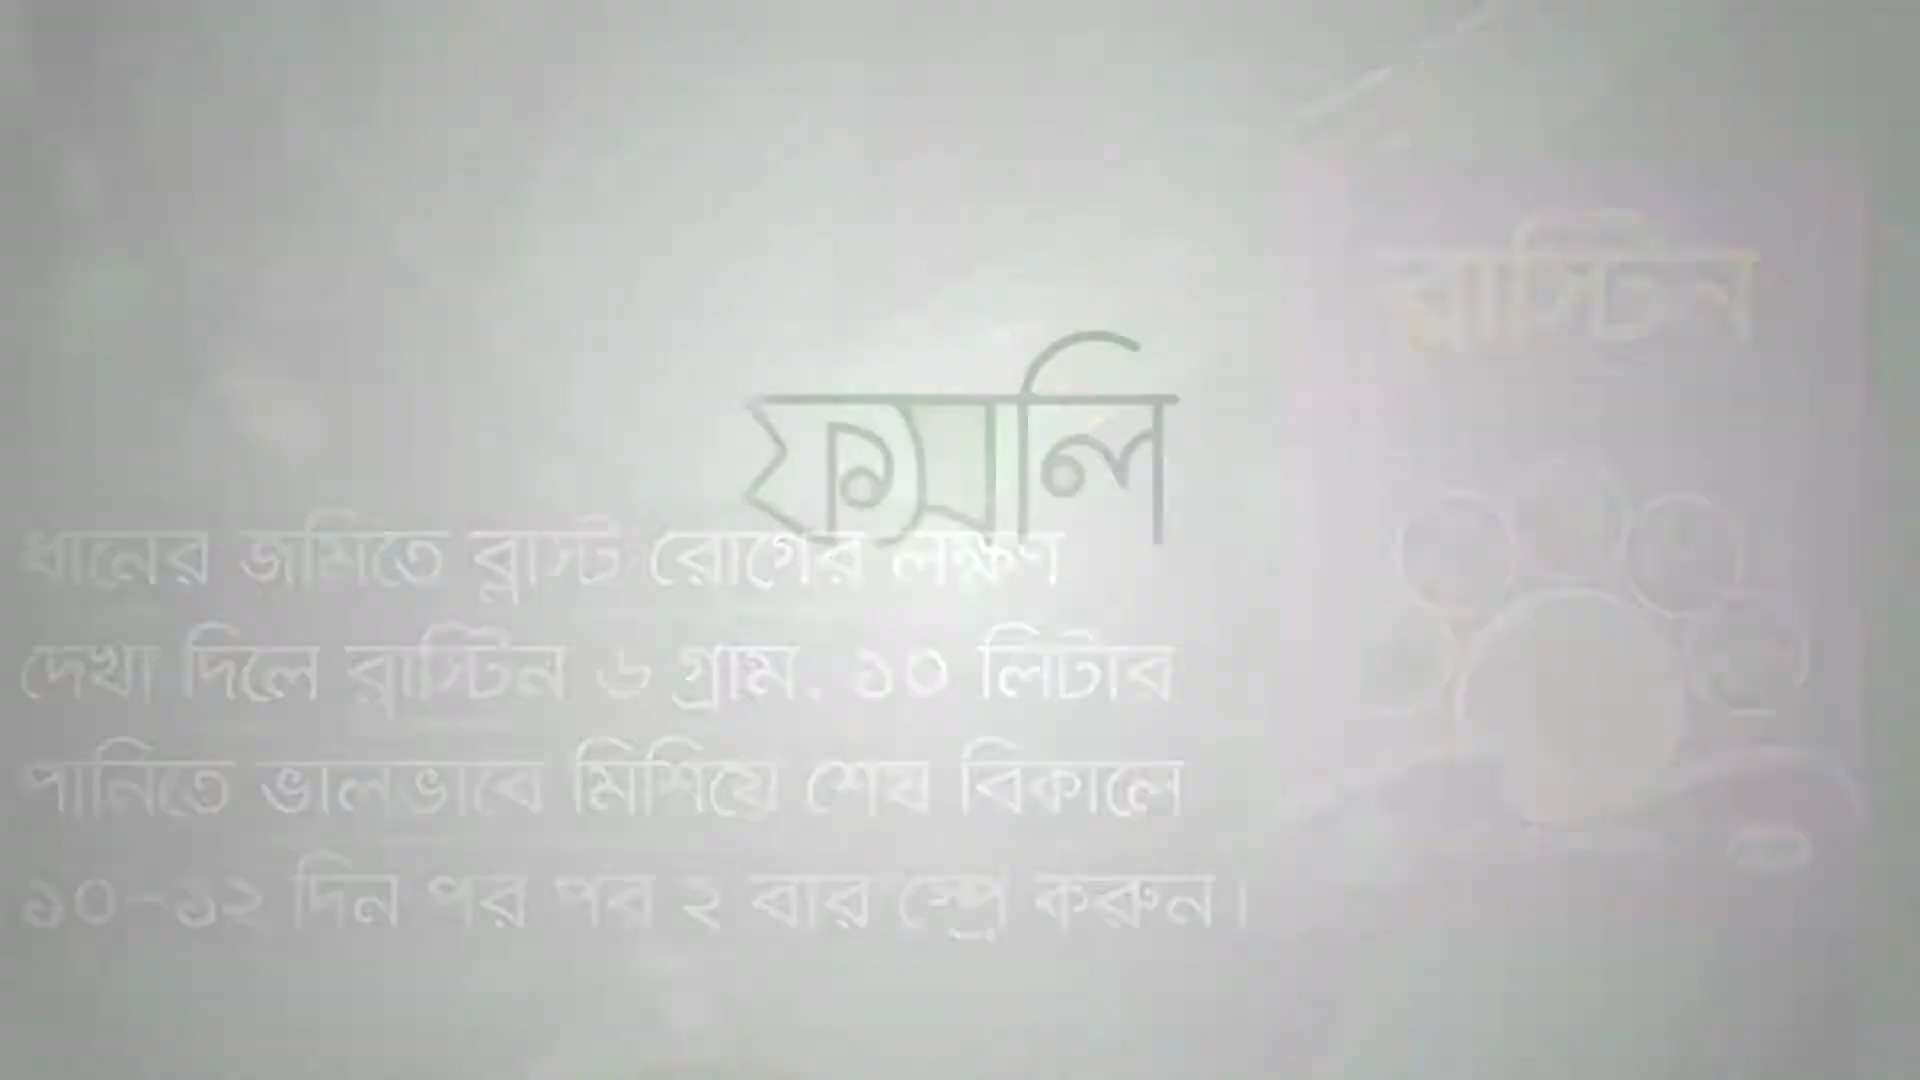 ব্লাস্টিন
ফসলি
ধানের জমিতে ব্লাস্ট রোগের লক্ষণ
দেখা দিলে ব্লাস্টিন ৬ গ্রাম. ১০ লিটার
পানিতে ভালভাবে মিশিয়ে শেষ বিকালে
১০-১২ দিন পর পর ২ বার স্প্রে করুন।